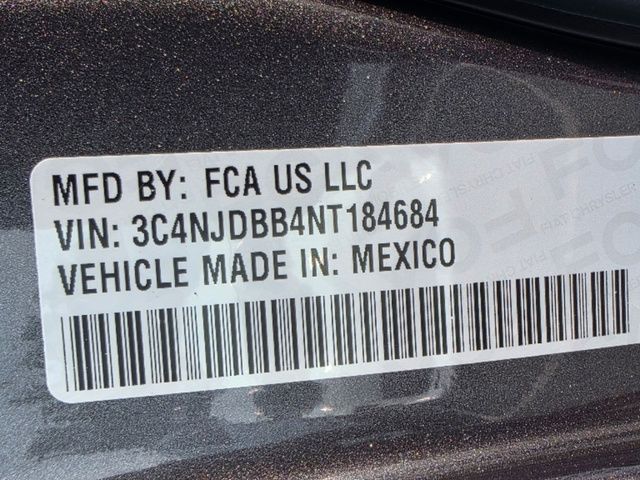 MFD BY: FCA US LLC
VIN: 3C4NJDBB4NT184684
VEHICLE MADE IN: MEXICO